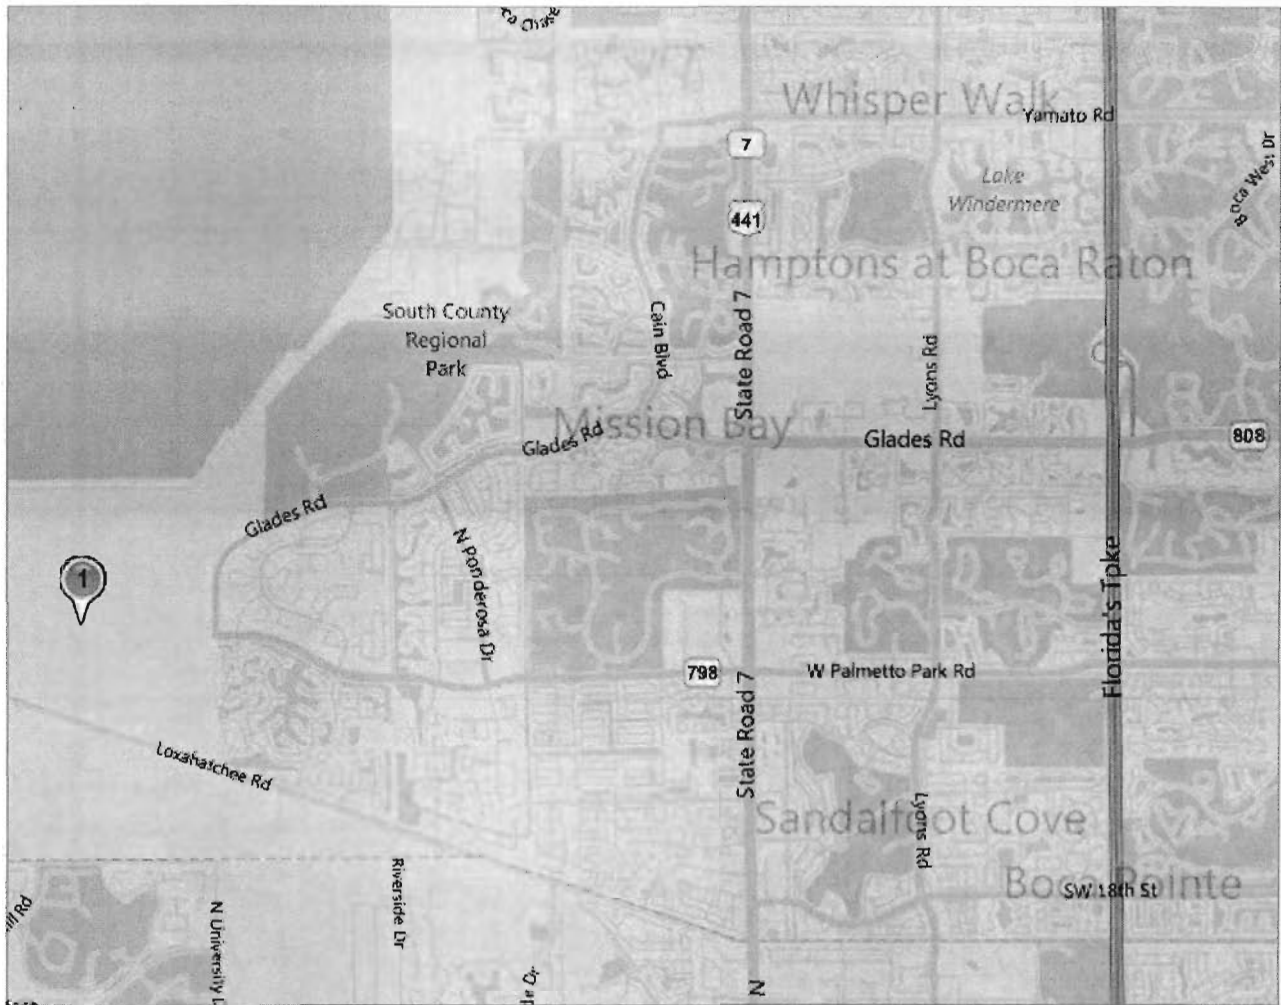 Whisper Walk
Yamato Rd
7
Lake
Windermere
Boca West Dr
441
Hamptons at Boca Raton
South County
Regional
Park
Cain Blvd
State Road 7
Lyons Rd
Mission Bay
Glades Rd
Glades Rd
808
Glades Rd
N Ponderosa Dr
1
Florida's Tpke
798
W Palmetto Park Rd
State Road 7
Loxahatchee Rd
Sandalfoot Cove
Lyons Rd
Boca Pointe
SW 18th St
Riverside Dr
N University
N